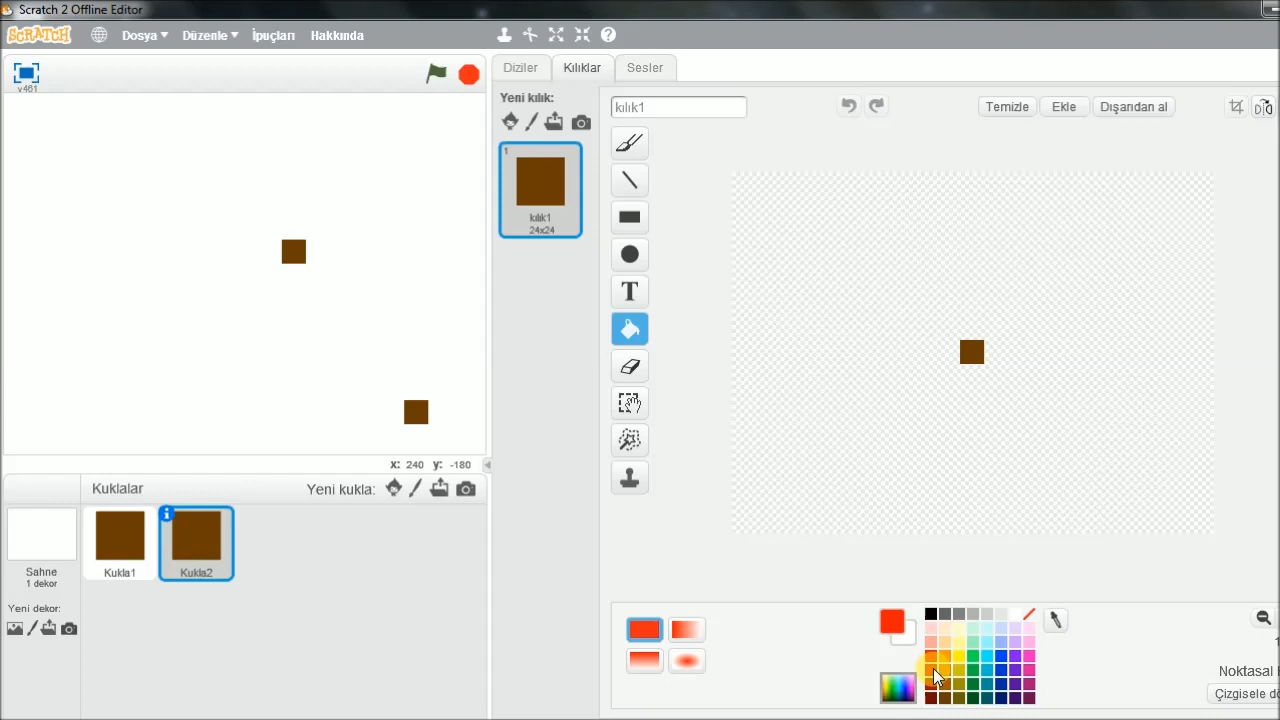 Scratch 2 Offline Editor
SCRATCH
Dosya
Düzenle
İpuçları
Hakkında
v461
Diziler
Kılıklar
Sesler
Yeni kılık:
kılık1
Temizle
Ekle
Dışarıdan al
1
kılık1
24x24
T
x: 240 y: -180
Kuklalar
Yeni kukla:
Sahne
1 dekor
Kukla1
Kukla2
Yeni dekor:
Noktasal
Çizgisele dö